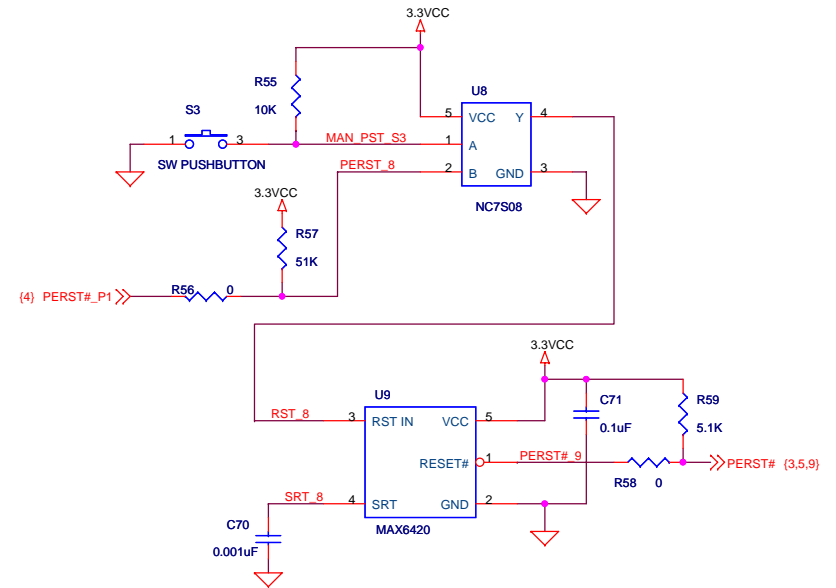 3.3VCC
R55
10K
S3
1
3
SW PUSHBUTTON
MAN_PST_S3
PERST_8
U8
5
VCC
Y
4
1
A
2
B
GND
3
NC7S08
3.3VCC
R57
51K
{4} PERST#_P1
R56
0
3.3VCC
U9
RST_8
3
RST IN
VCC
5
C71
0.1uF
R59
5.1K
RESET#
1
PERST#_9
R58
0
PERST# {3,5,9}
SRT_8
4
SRT
GND
2
MAX6420
C70
0.001uF